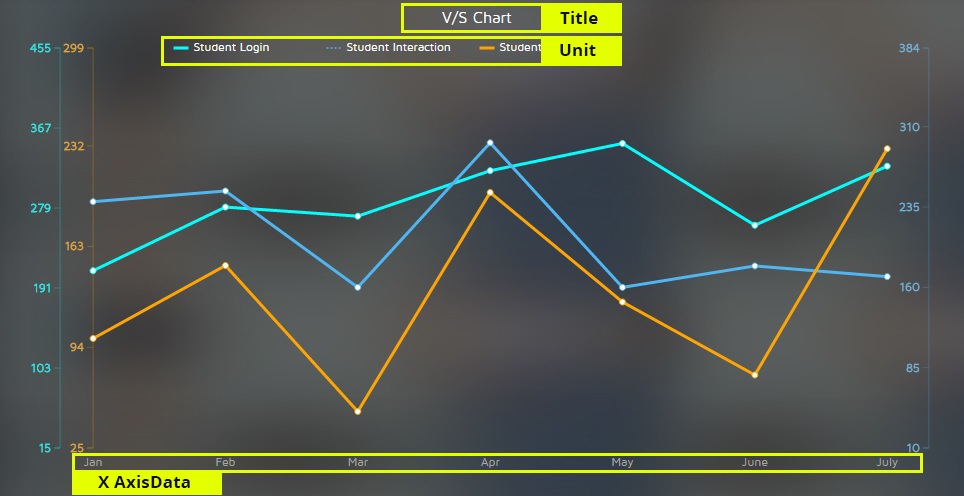 V/S Chart Title
Student Login Student Interaction Student Unit
455 299 384
367 232 310
279 163 235
191 94 160
103 85
15 25 10
Jan Feb Mar Apr May June July
X AxisData